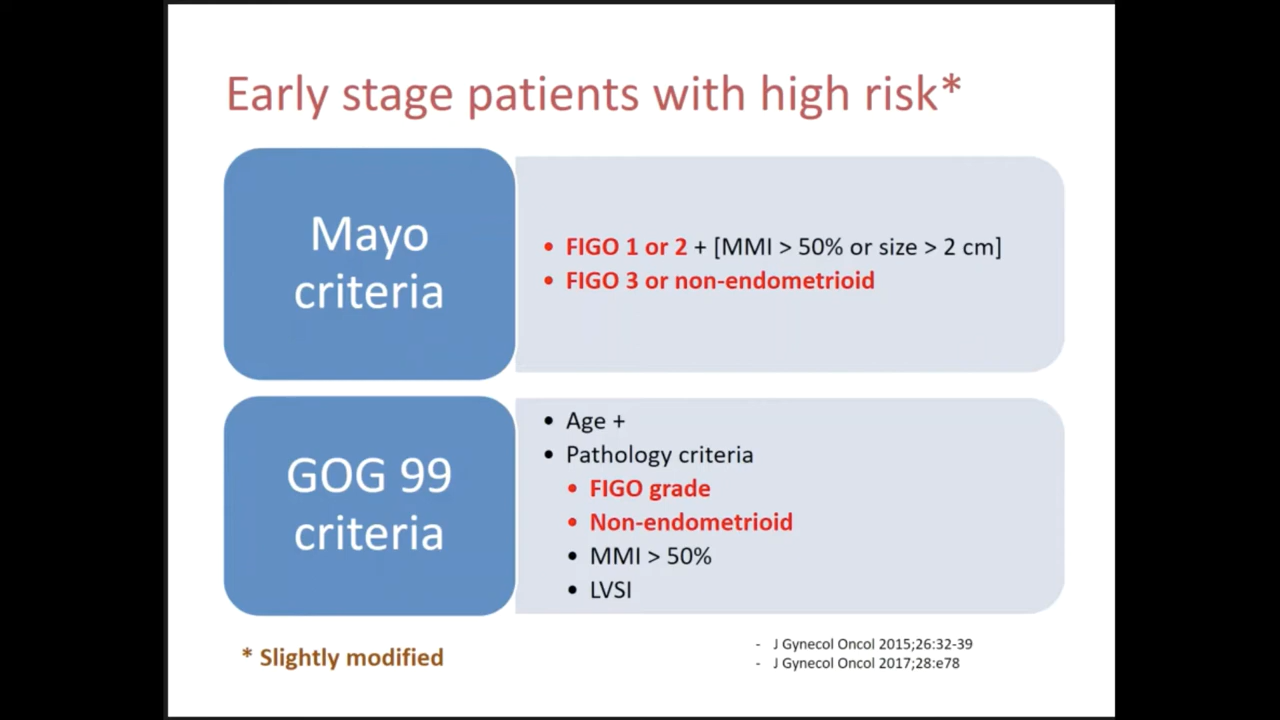 Early stage patients with high risk*
Mayo
criteria
• FIGO 1 or 2 + [MMI > 50% or size > 2 cm]
• FIGO 3 or non-endometrioid
GOG 99
criteria
• Age +
• Pathology criteria
• FIGO grade
• Non-endometrioid
• MMI > 50%
• LVSI
* Slightly modified
- J Gynecol Oncol 2015;26:32-39
- J Gynecol Oncol 2017;28:e78